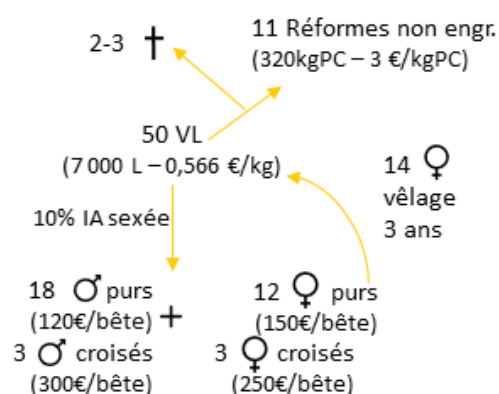 2-3 †
11 Réformes non engr.
(320kgPC – 3 €/kgPC)
50 VL
(7 000 L – 0,566 €/kg)
14 ♀
vêlage
3 ans
10% IA sexée
18 ♂ purs
(120€/bête) +
3 ♂ croisés
(300€/bête)
12 ♀ purs
(150€/bête)
3 ♀ croisés
(250€/bête)